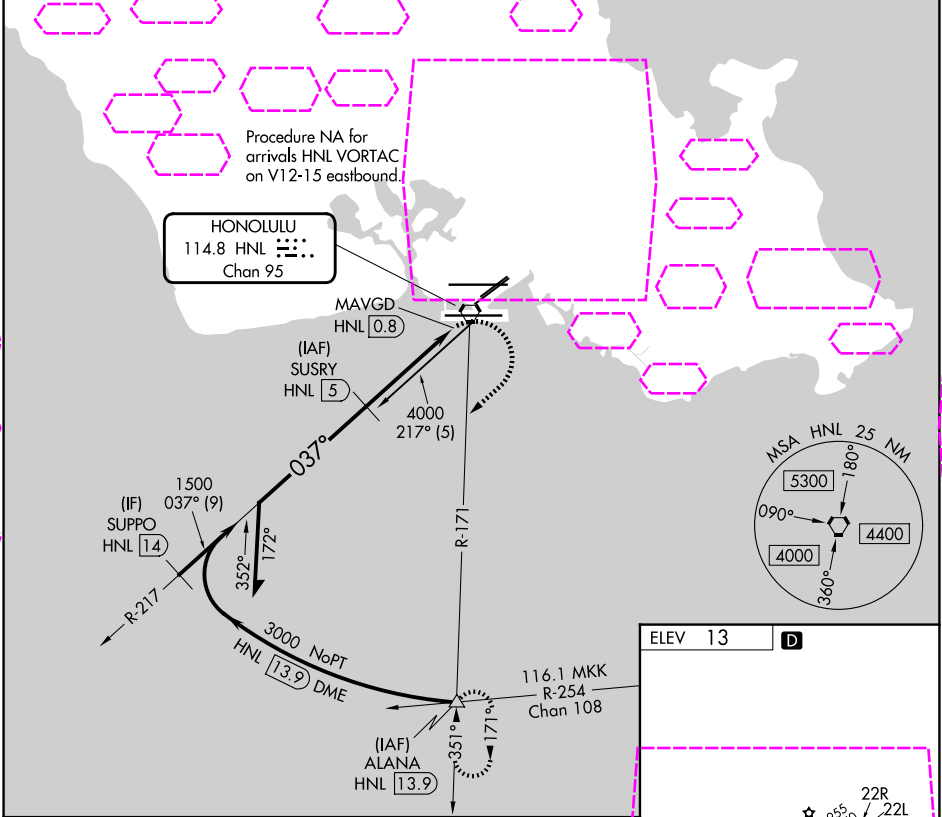 Procedure NA for
arrivals HNL VORTAC
on V12-15 eastbound.
HONOLULU
114.8 HNL
Chan 95
MAVGD
HNL 0.8
(IAF)
SUSRY
HNL 5
4000
217° (5)
037°
1500
037° (9)
(IF)
SUPPO
HNL 14
R-217
352°
172°
R-171
3000 NoPT
HNL 13.9 DME
116.1 MKK
R-254
Chan 108
(IAF)
ALANA
HNL 13.9
351°
171°
MSA HNL 25 NM
5300
180°
090°
4400
4000
360°
ELEV 13
D
22R
22L